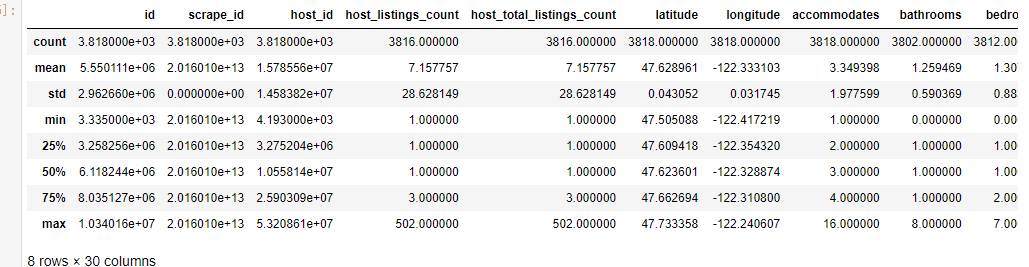 ]:
id scrape_id host_id host_listings_count host_total_listings_count latitude longitude accommodates bathrooms bedro
count 3.818000e+03 3.818000e+03 3.818000e+03 3816.000000 3816.000000 3818.000000 3818.000000 3818.000000 3802.000000 3812.00
mean 5.550111e+06 2.016010e+13 1.578556e+07 7.157757 7.157757 47.628961 -122.333103 3.349398 1.259469 1.30
std 2.962660e+06 0.000000e+00 1.458382e+07 28.628149 28.628149 0.043052 0.031745 1.977599 0.590369 0.88
min 3.335000e+03 2.016010e+13 4.193000e+03 1.000000 1.000000 47.505088 -122.417219 1.000000 0.000000 0.00
25% 3.258256e+06 2.016010e+13 3.275204e+06 1.000000 1.000000 47.609418 -122.354320 2.000000 1.000000 1.00
50% 6.118244e+06 2.016010e+13 1.055814e+07 1.000000 1.000000 47.623601 -122.328874 3.000000 1.000000 1.00
75% 8.035127e+06 2.016010e+13 2.590309e+07 3.000000 3.000000 47.662694 -122.310800 4.000000 1.000000 2.00
max 1.034016e+07 2.016010e+13 5.320861e+07 502.000000 502.000000 47.733358 -122.240607 16.000000 8.000000 7.00
8 rows × 30 columns